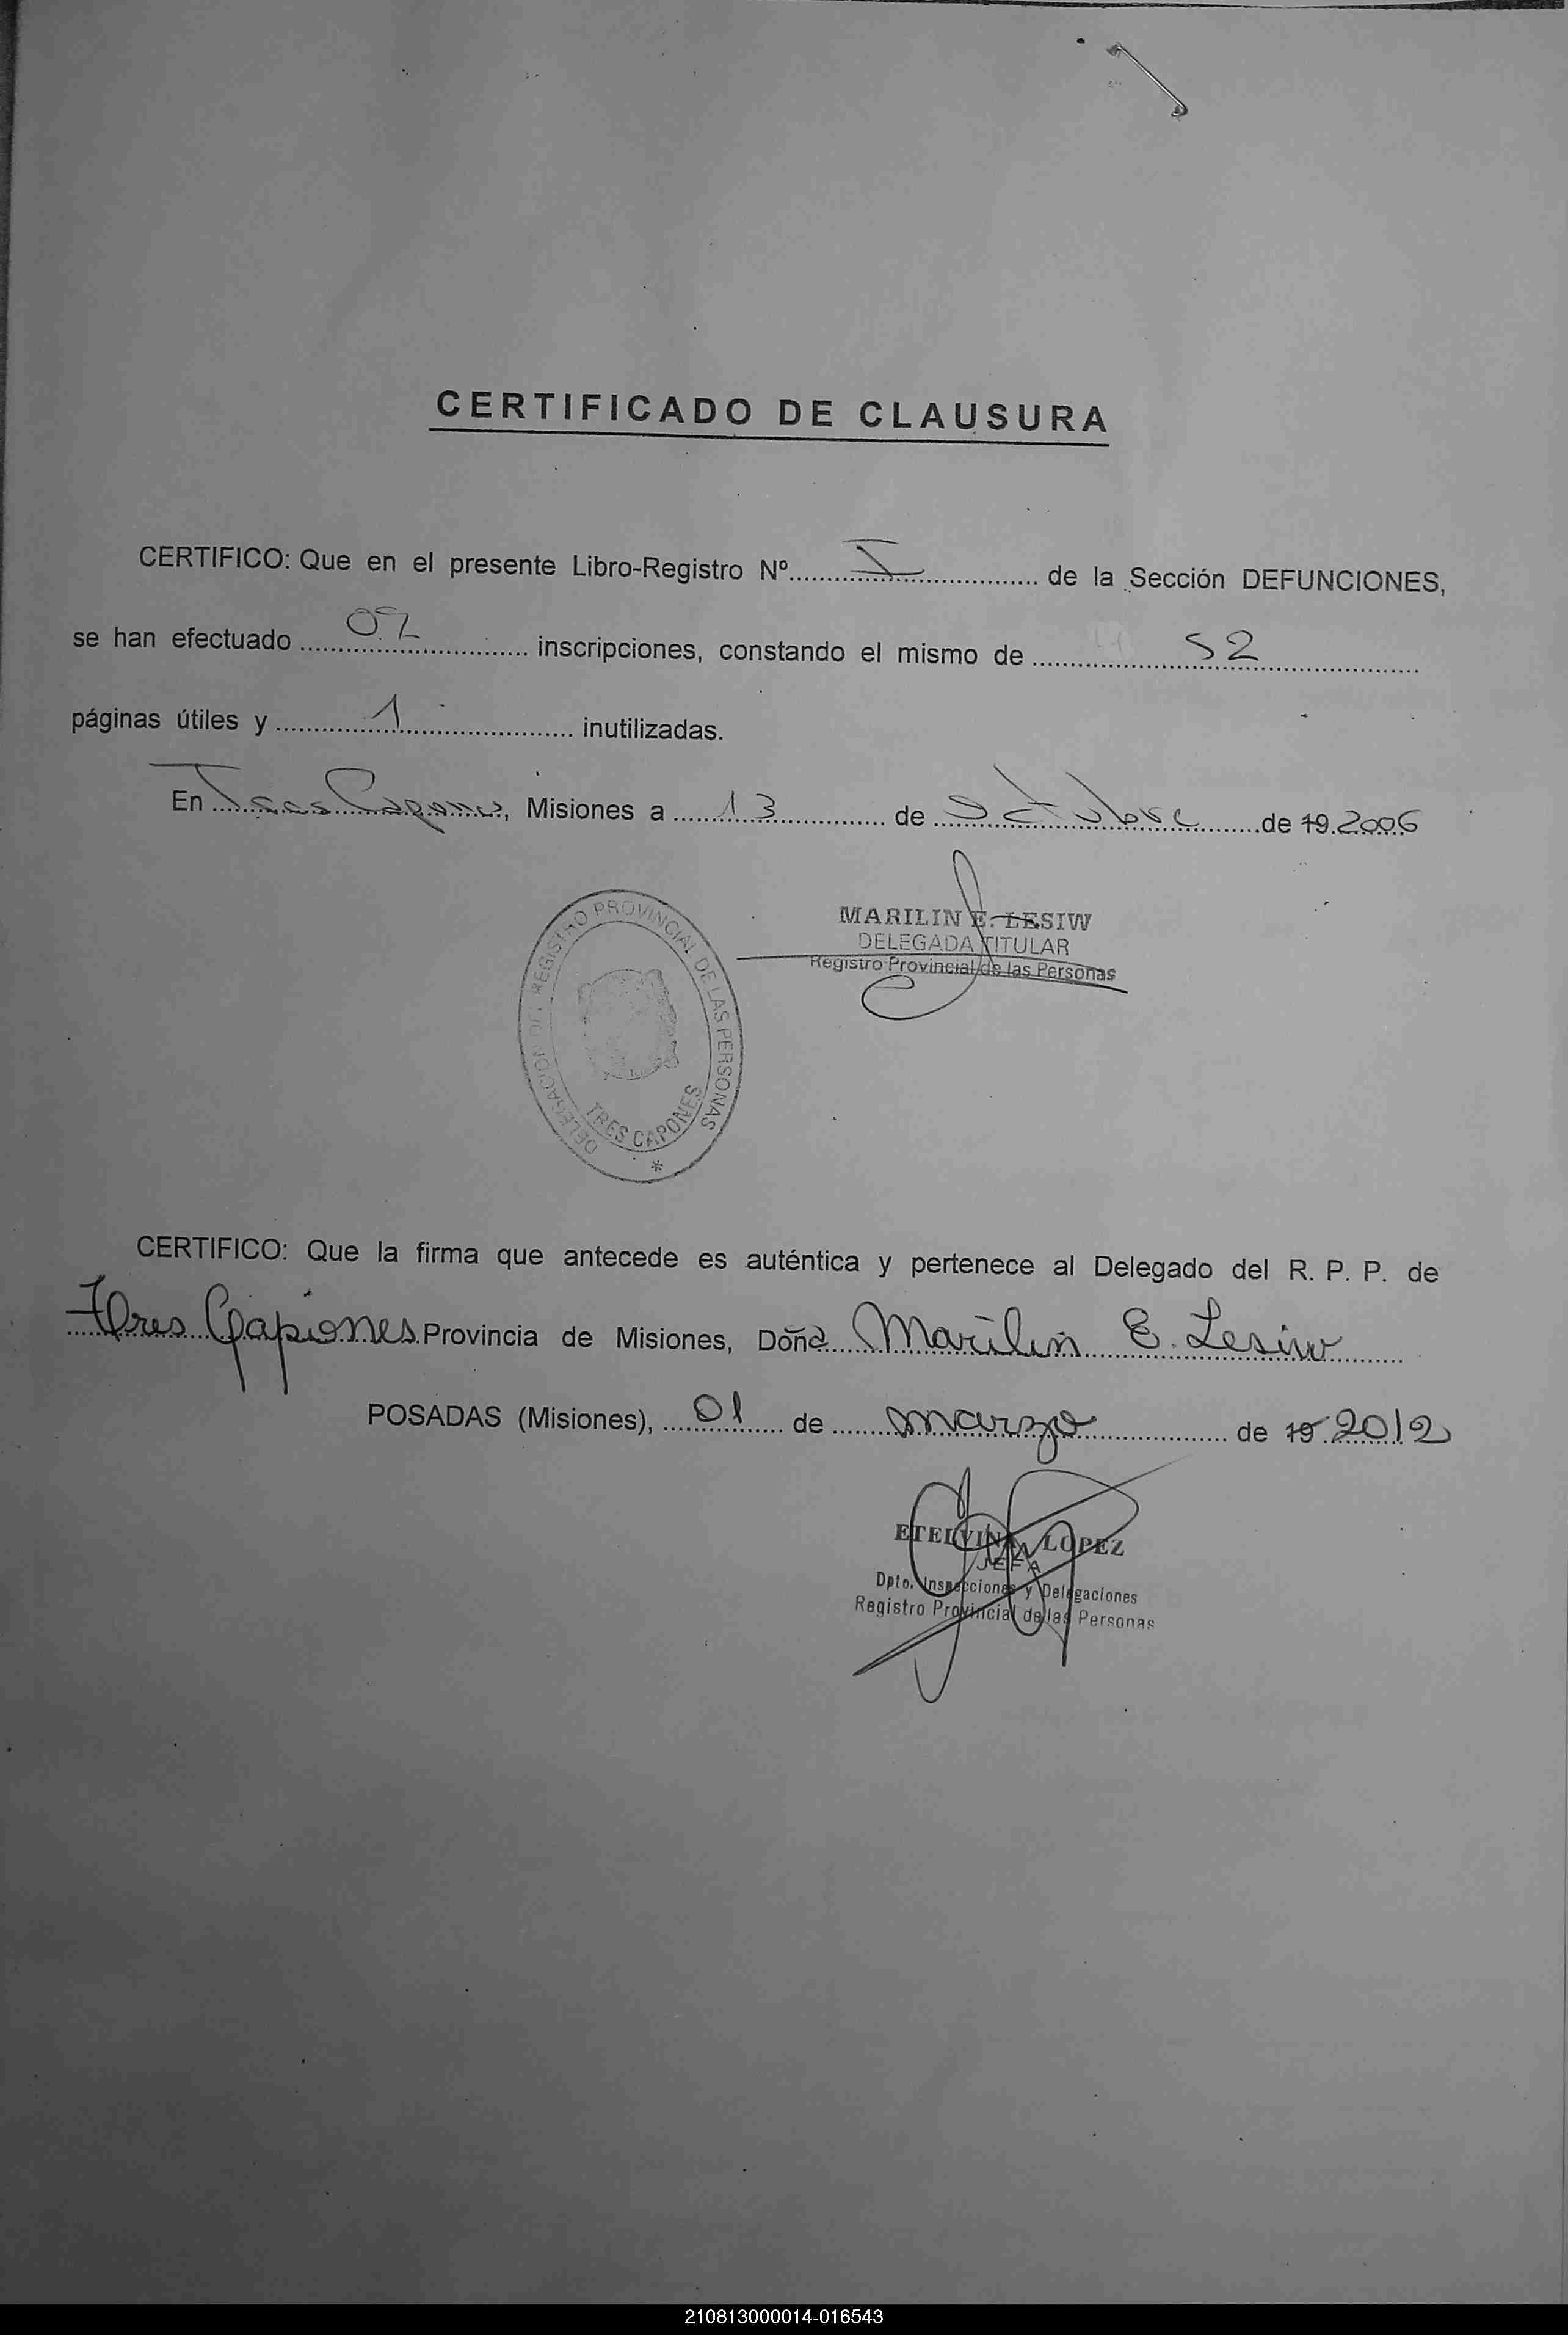 CERTIFICADO DE CLAUSURA
CERTIFICO: Que en el presente Libro-Registro Nº I de la Sección DEFUNCIONES,
se han efectuado 07 inscripciones, constando el mismo de 52
páginas útiles y 1 inutilizadas.
En Tres Capones, Misiones a 13 de Octubre de 19 2006
MARILIN E. LESIW
DELEGADA TITULAR
Registro Provincial de las Personas
DELEGACION DEL REGISTRO PROVINCIAL DE LAS PERSONAS
TRES CAPONES
CERTIFICO: Que la firma que antecede es auténtica y pertenece al Delegado del R. P. P. de
Tres Capones Provincia de Misiones, Doña Marilin E. Lesiw
POSADAS (Misiones), 01 de marzo de 19 2012
ETELVINA LOPEZ
JEFA
Dpto. Inspecciones y Delegaciones
Registro Provincial de las Personas
210813000014-016543